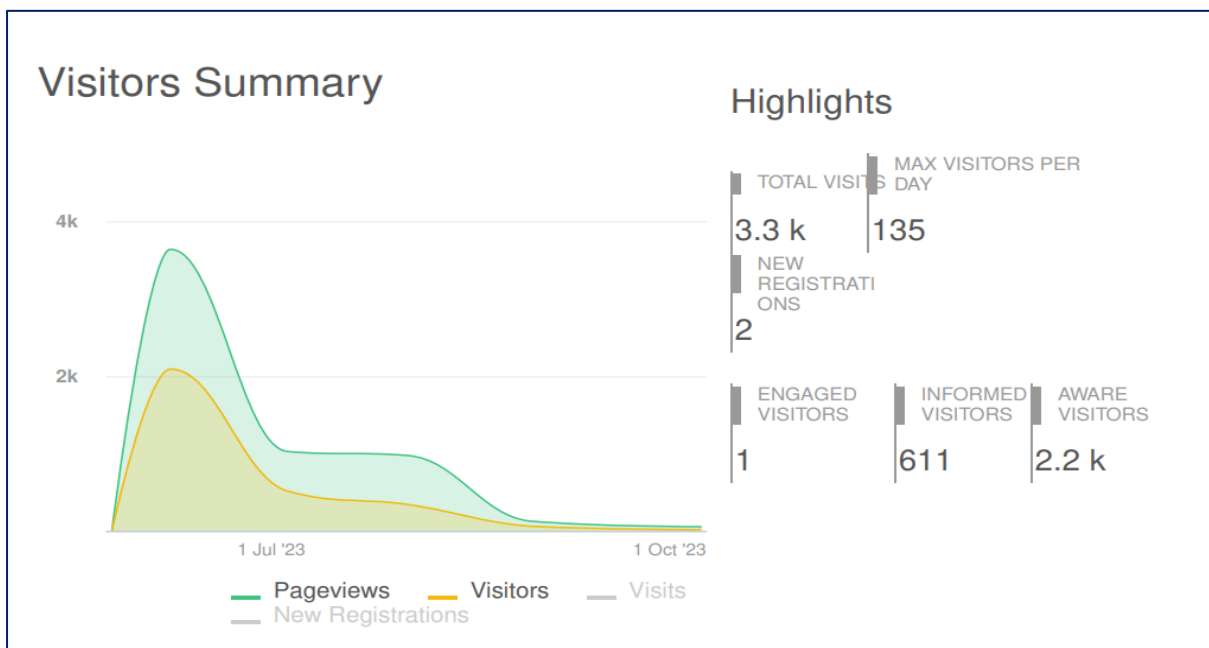 Visitors Summary
4k
2k
1 Jul '23
1 Oct '23
Pageviews
Visitors
Visits
New Registrations
Highlights
TOTAL VISITS
3.3 k
MAX VISITORS PER
DAY
135
NEW
REGISTRATI
ONS
2
ENGAGED
VISITORS
1
INFORMED
VISITORS
611
AWARE
VISITORS
2.2 k